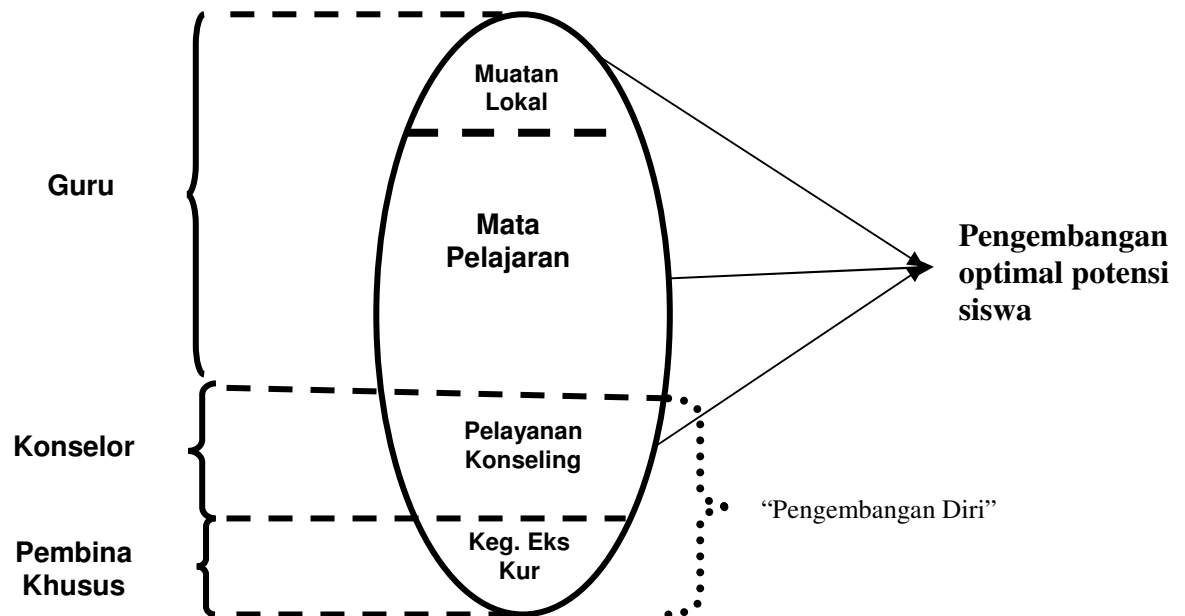 Muatan
Lokal
Guru
Mata
Pelajaran
Pengembangan
optimal potensi
siswa
Konselor
Pelayanan
Konseling
“Pengembangan Diri”
Pembina
Khusus
Keg. Eks
Kur